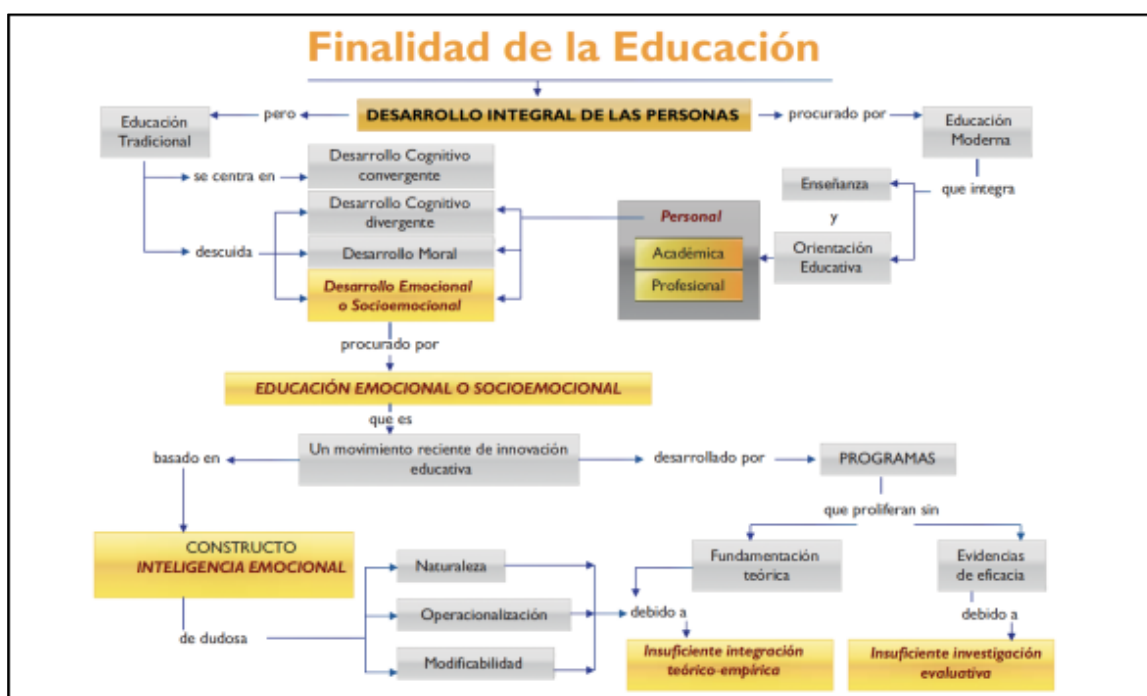 Finalidad de la Educación
DESARROLLO INTEGRAL DE LAS PERSONAS
pero
procurado por
Educación
Tradicional
Educación
Moderna
se centra en
Desarrollo Cognitivo
convergente
Enseñanza
que integra
y
Desarrollo Cognitivo
divergente
Personal
Orientación
Educativa
descuida
Desarrollo Moral
Académica
Desarrollo Emocional
o Socioemocional
Profesional
procurado por
EDUCACIÓN EMOCIONAL O SOCIOEMOCIONAL
que es
basado en
Un movimiento reciente de innovación
educativa
desarrollado por
PROGRAMAS
que proliferan sin
CONSTRUCTO
INTELIGENCIA EMOCIONAL
Naturaleza
Fundamentación
teórica
Evidencias
de eficacia
Operacionalización
debido a
debido a
de dudosa
Modificabilidad
Insuficiente integración
teórico-empírica
Insuficiente investigación
evaluativa